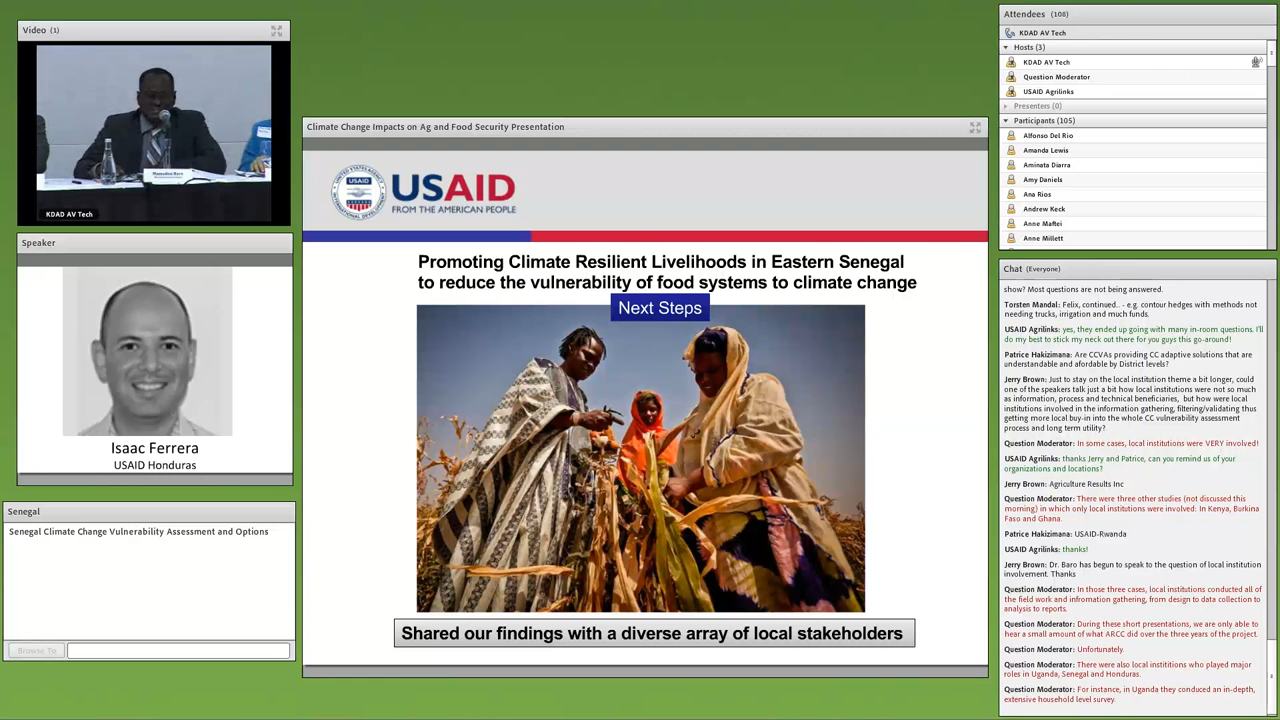 Video (1)
KDAD AV Tech
Speaker
Isaac Ferrera
USAID Honduras
Senegal
Senegal Climate Change Vulnerability Assessment and Options
Browse To
Climate Change Impacts on Ag and Food Security Presentation
USAID
FROM THE AMERICAN PEOPLE
Promoting Climate Resilient Livelihoods in Eastern Senegal
to reduce the vulnerability of food systems to climate change
Next Steps
Shared our findings with a diverse array of local stakeholders
Attendees (108)
KDAD AV Tech
Hosts (3)
KDAD AV Tech
Question Moderator
USAID Agrilinks
Presenters (0)
Participants (105)
Alfonso Del Rio
Amanda Lewis
Aminata Diarra
Amy Daniels
Ana Rios
Andrew Keck
Anne Maftei
Anne Millett
Chat (Everyone)
show? Most questions are not being answered.
Torsten Mandal: Felix, continued.. - e.g. contour hedges with methods not
needing trucks, irrigation and much funds.
USAID Agrilinks: yes, they ended up going with many in-room questions. I'll
do my best to stick my neck out there for you guys this go-around!
Patrice Hakizimana: Are CCVAs providing CC adaptive solutions that are
understandable and afordable by District levels?
Jerry Brown: Just to stay on the local institution theme a bit longer, could
one of the speakers talk just a bit how local institutions were not so much
as information, process and technical beneficiaries, but how were local
institutions involved in the information gathering, filtering/validating thus
getting more local buy-in into the whole CC vulnerability assessment
process and long term utility?
Question Moderator: In some cases, local institutions were VERY involved!
USAID Agrilinks: thanks Jerry and Patrice, can you remind us of your
organizations and locations?
Jerry Brown: Agriculture Results Inc
Question Moderator: There were three other studies (not discussed this
morning) in which only local institutions were involved: In Kenya, Burkina
Faso and Ghana.
Patrice Hakizimana: USAID-Rwanda
USAID Agrilinks: thanks!
Jerry Brown: Dr. Baro has begun to speak to the question of local institution
involvement. Thanks
Question Moderator: In those three cases, local institutions conducted all of
the field work and infromation gathering, from design to data collection to
analysis to reports.
Question Moderator: During these short presentations, we are only able to
hear a small amount of what ARCC did over the three years of the project.
Question Moderator: Unfortunately.
Question Moderator: There were also local instititions who played major
roles in Uganda, Senegal and Honduras.
Question Moderator: For instance, in Uganda they conducted an in-depth,
extensive household level survey.